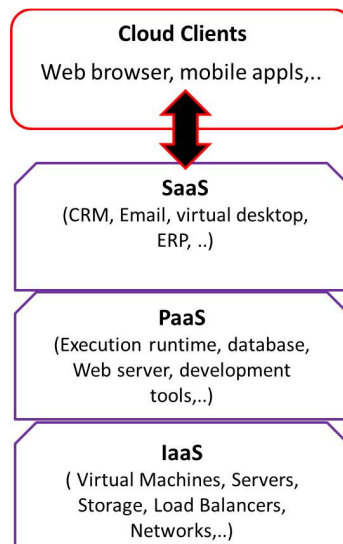 Cloud Clients
Web browser, mobile appls,..
SaaS
(CRM, Email, virtual desktop,
ERP, ..)
PaaS
(Execution runtime, database,
Web server, development
tools,..)
IaaS
( Virtual Machines, Servers,
Storage, Load Balancers,
Networks,..)